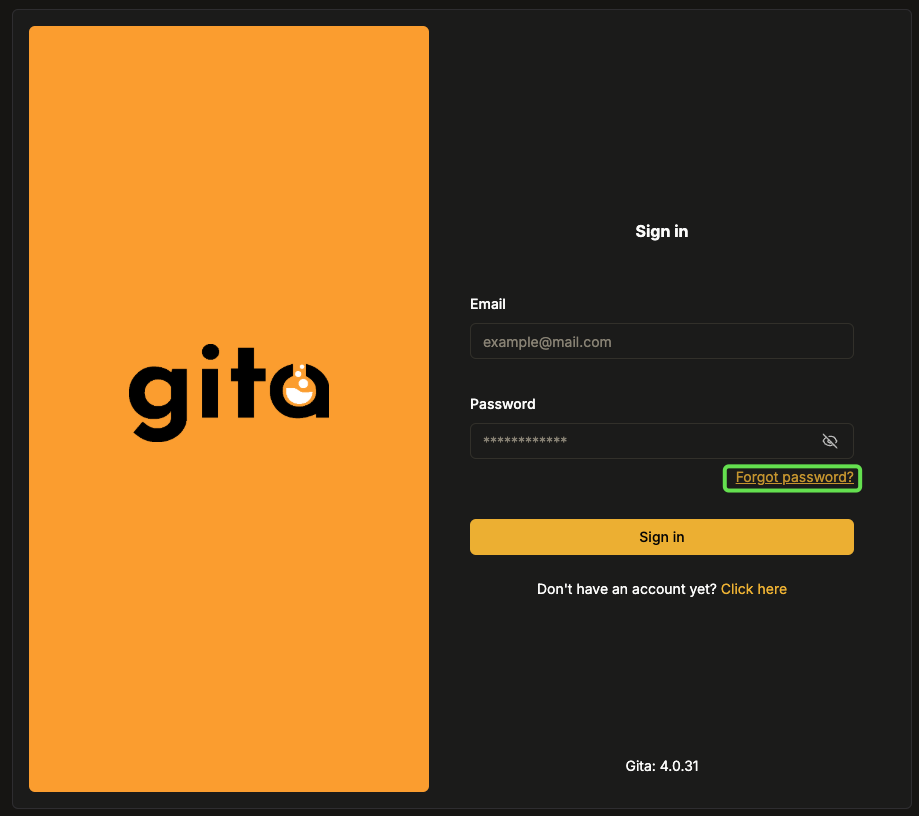 gita
Sign in
Email
example@mail.com
Password
************
Forgot password?
Sign in
Don't have an account yet? Click here
Gita: 4.0.31